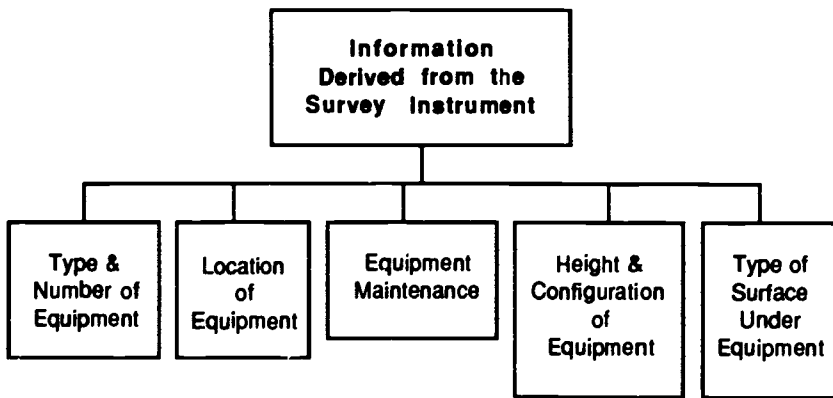 Information
Derived from the
Survey Instrument
Type &
Number of
Equipment
Location
of
Equipment
Equipment
Maintenance
Height &
Configuration
of
Equipment
Type of
Surface
Under
Equipment